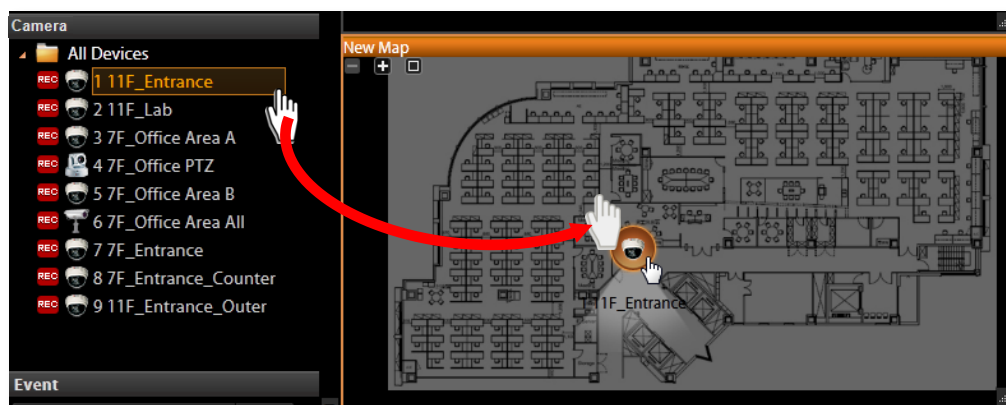 Camera
All Devices
REC 1 11F_Entrance
REC 2 11F_Lab
REC 3 7F_Office Area A
REC 4 7F_Office PTZ
REC 5 7F_Office Area B
REC 6 7F_Office Area All
REC 7 7F_Entrance
REC 8 7F_Entrance_Counter
REC 9 11F_Entrance_Outer
Event
New Map
11F_Entrance